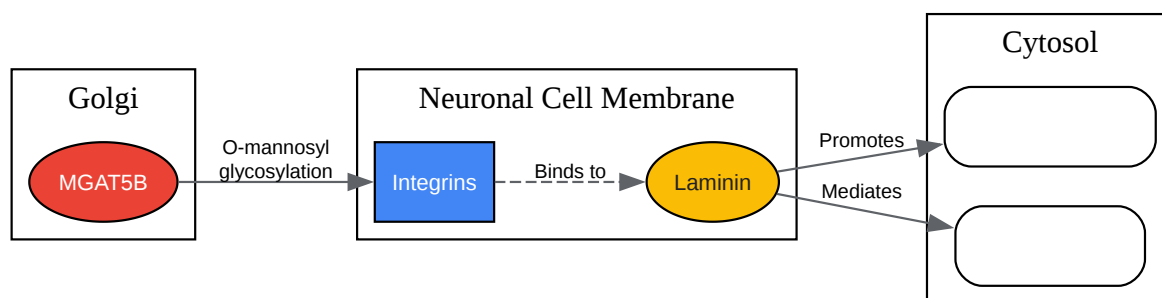 Golgi
MGAT5B
O-mannosyl
glycosylation
Neuronal Cell Membrane
Integrins
Binds to
Laminin
Promotes
Mediates
Cytosol